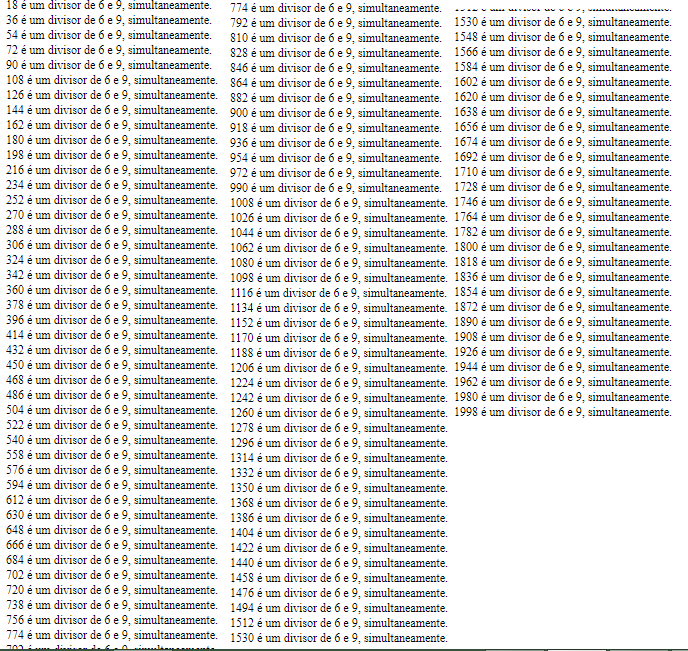 18 é um divisor de 6 e 9, simultaneamente.
36 é um divisor de 6 e 9, simultaneamente.
54 é um divisor de 6 e 9, simultaneamente.
72 é um divisor de 6 e 9, simultaneamente.
90 é um divisor de 6 e 9, simultaneamente.
108 é um divisor de 6 e 9, simultaneamente.
126 é um divisor de 6 e 9, simultaneamente.
144 é um divisor de 6 e 9, simultaneamente.
162 é um divisor de 6 e 9, simultaneamente.
180 é um divisor de 6 e 9, simultaneamente.
198 é um divisor de 6 e 9, simultaneamente.
216 é um divisor de 6 e 9, simultaneamente.
234 é um divisor de 6 e 9, simultaneamente.
252 é um divisor de 6 e 9, simultaneamente.
270 é um divisor de 6 e 9, simultaneamente.
288 é um divisor de 6 e 9, simultaneamente.
306 é um divisor de 6 e 9, simultaneamente.
324 é um divisor de 6 e 9, simultaneamente.
342 é um divisor de 6 e 9, simultaneamente.
360 é um divisor de 6 e 9, simultaneamente.
378 é um divisor de 6 e 9, simultaneamente.
396 é um divisor de 6 e 9, simultaneamente.
414 é um divisor de 6 e 9, simultaneamente.
432 é um divisor de 6 e 9, simultaneamente.
450 é um divisor de 6 e 9, simultaneamente.
468 é um divisor de 6 e 9, simultaneamente.
486 é um divisor de 6 e 9, simultaneamente.
504 é um divisor de 6 e 9, simultaneamente.
522 é um divisor de 6 e 9, simultaneamente.
540 é um divisor de 6 e 9, simultaneamente.
558 é um divisor de 6 e 9, simultaneamente.
576 é um divisor de 6 e 9, simultaneamente.
594 é um divisor de 6 e 9, simultaneamente.
612 é um divisor de 6 e 9, simultaneamente.
630 é um divisor de 6 e 9, simultaneamente.
648 é um divisor de 6 e 9, simultaneamente.
666 é um divisor de 6 e 9, simultaneamente.
684 é um divisor de 6 e 9, simultaneamente.
702 é um divisor de 6 e 9, simultaneamente.
720 é um divisor de 6 e 9, simultaneamente.
738 é um divisor de 6 e 9, simultaneamente.
756 é um divisor de 6 e 9, simultaneamente.
774 é um divisor de 6 e 9, simultaneamente.
774 é um divisor de 6 e 9, simultaneamente.
792 é um divisor de 6 e 9, simultaneamente.
810 é um divisor de 6 e 9, simultaneamente.
828 é um divisor de 6 e 9, simultaneamente.
846 é um divisor de 6 e 9, simultaneamente.
864 é um divisor de 6 e 9, simultaneamente.
882 é um divisor de 6 e 9, simultaneamente.
900 é um divisor de 6 e 9, simultaneamente.
918 é um divisor de 6 e 9, simultaneamente.
936 é um divisor de 6 e 9, simultaneamente.
954 é um divisor de 6 e 9, simultaneamente.
972 é um divisor de 6 e 9, simultaneamente.
990 é um divisor de 6 e 9, simultaneamente.
1008 é um divisor de 6 e 9, simultaneamente.
1026 é um divisor de 6 e 9, simultaneamente.
1044 é um divisor de 6 e 9, simultaneamente.
1062 é um divisor de 6 e 9, simultaneamente.
1080 é um divisor de 6 e 9, simultaneamente.
1098 é um divisor de 6 e 9, simultaneamente.
1116 é um divisor de 6 e 9, simultaneamente.
1134 é um divisor de 6 e 9, simultaneamente.
1152 é um divisor de 6 e 9, simultaneamente.
1170 é um divisor de 6 e 9, simultaneamente.
1188 é um divisor de 6 e 9, simultaneamente.
1206 é um divisor de 6 e 9, simultaneamente.
1224 é um divisor de 6 e 9, simultaneamente.
1242 é um divisor de 6 e 9, simultaneamente.
1260 é um divisor de 6 e 9, simultaneamente.
1278 é um divisor de 6 e 9, simultaneamente.
1296 é um divisor de 6 e 9, simultaneamente.
1314 é um divisor de 6 e 9, simultaneamente.
1332 é um divisor de 6 e 9, simultaneamente.
1350 é um divisor de 6 e 9, simultaneamente.
1368 é um divisor de 6 e 9, simultaneamente.
1386 é um divisor de 6 e 9, simultaneamente.
1404 é um divisor de 6 e 9, simultaneamente.
1422 é um divisor de 6 e 9, simultaneamente.
1440 é um divisor de 6 e 9, simultaneamente.
1458 é um divisor de 6 e 9, simultaneamente.
1476 é um divisor de 6 e 9, simultaneamente.
1494 é um divisor de 6 e 9, simultaneamente.
1512 é um divisor de 6 e 9, simultaneamente.
1530 é um divisor de 6 e 9, simultaneamente.
1530 é um divisor de 6 e 9, simultaneamente.
1548 é um divisor de 6 e 9, simultaneamente.
1566 é um divisor de 6 e 9, simultaneamente.
1584 é um divisor de 6 e 9, simultaneamente.
1602 é um divisor de 6 e 9, simultaneamente.
1620 é um divisor de 6 e 9, simultaneamente.
1638 é um divisor de 6 e 9, simultaneamente.
1656 é um divisor de 6 e 9, simultaneamente.
1674 é um divisor de 6 e 9, simultaneamente.
1692 é um divisor de 6 e 9, simultaneamente.
1710 é um divisor de 6 e 9, simultaneamente.
1728 é um divisor de 6 e 9, simultaneamente.
1746 é um divisor de 6 e 9, simultaneamente.
1764 é um divisor de 6 e 9, simultaneamente.
1782 é um divisor de 6 e 9, simultaneamente.
1800 é um divisor de 6 e 9, simultaneamente.
1818 é um divisor de 6 e 9, simultaneamente.
1836 é um divisor de 6 e 9, simultaneamente.
1854 é um divisor de 6 e 9, simultaneamente.
1872 é um divisor de 6 e 9, simultaneamente.
1890 é um divisor de 6 e 9, simultaneamente.
1908 é um divisor de 6 e 9, simultaneamente.
1926 é um divisor de 6 e 9, simultaneamente.
1944 é um divisor de 6 e 9, simultaneamente.
1962 é um divisor de 6 e 9, simultaneamente.
1980 é um divisor de 6 e 9, simultaneamente.
1998 é um divisor de 6 e 9, simultaneamente.